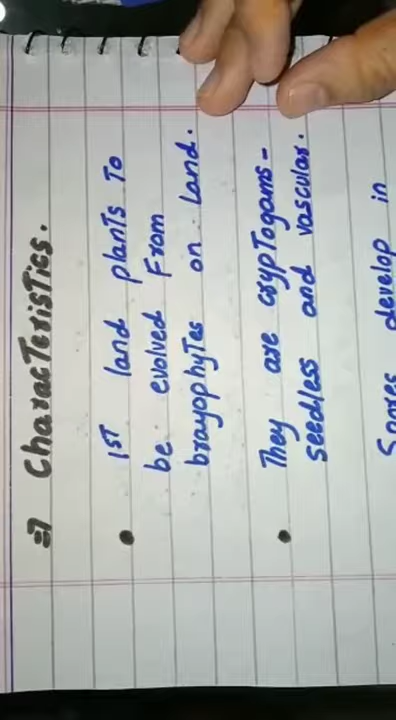 ⇒ Characteristics.
• 1st land plants to
be evolved from
brayophytes on land.
• They are cryptogams -
seedless and vascular.
Spores develop in